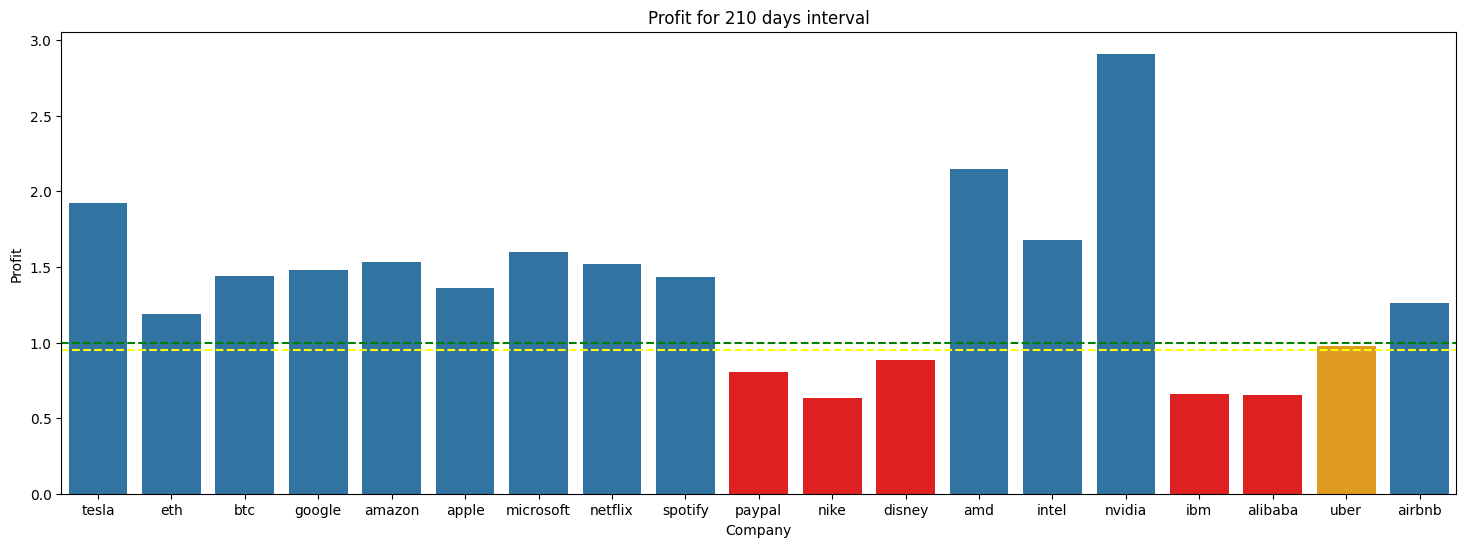 Profit for 210 days interval
3.0
2.5
2.0
1.5
1.0
0.5
0.0
Profit
tesla eth btc google amazon apple microsoft netflix spotify paypal nike disney amd intel nvidia ibm alibaba uber airbnb
Company